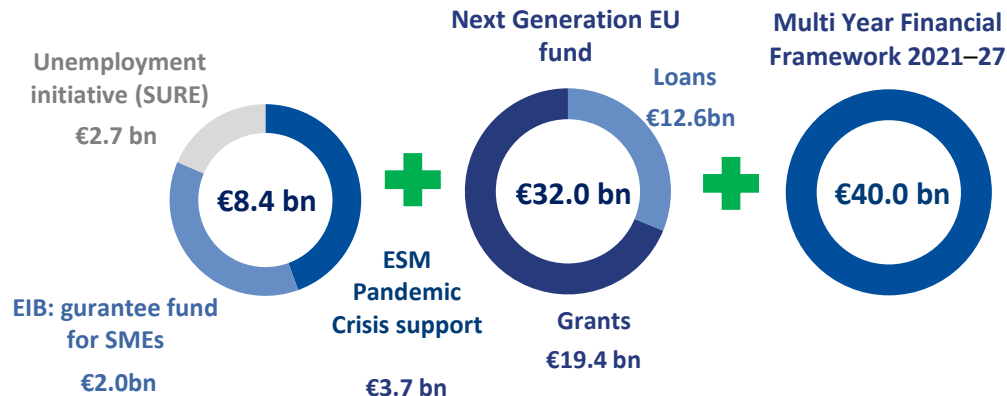 Unemployment
initiative (SURE)
€2.7 bn
€8.4 bn
EIB: gurantee fund
for SMEs
€2.0bn
ESM
Pandemic
Crisis support
€3.7 bn
Next Generation EU
fund
Loans
€12.6bn
€32.0 bn
Grants
€19.4 bn
Multi Year Financial
Framework 2021–27
€40.0 bn